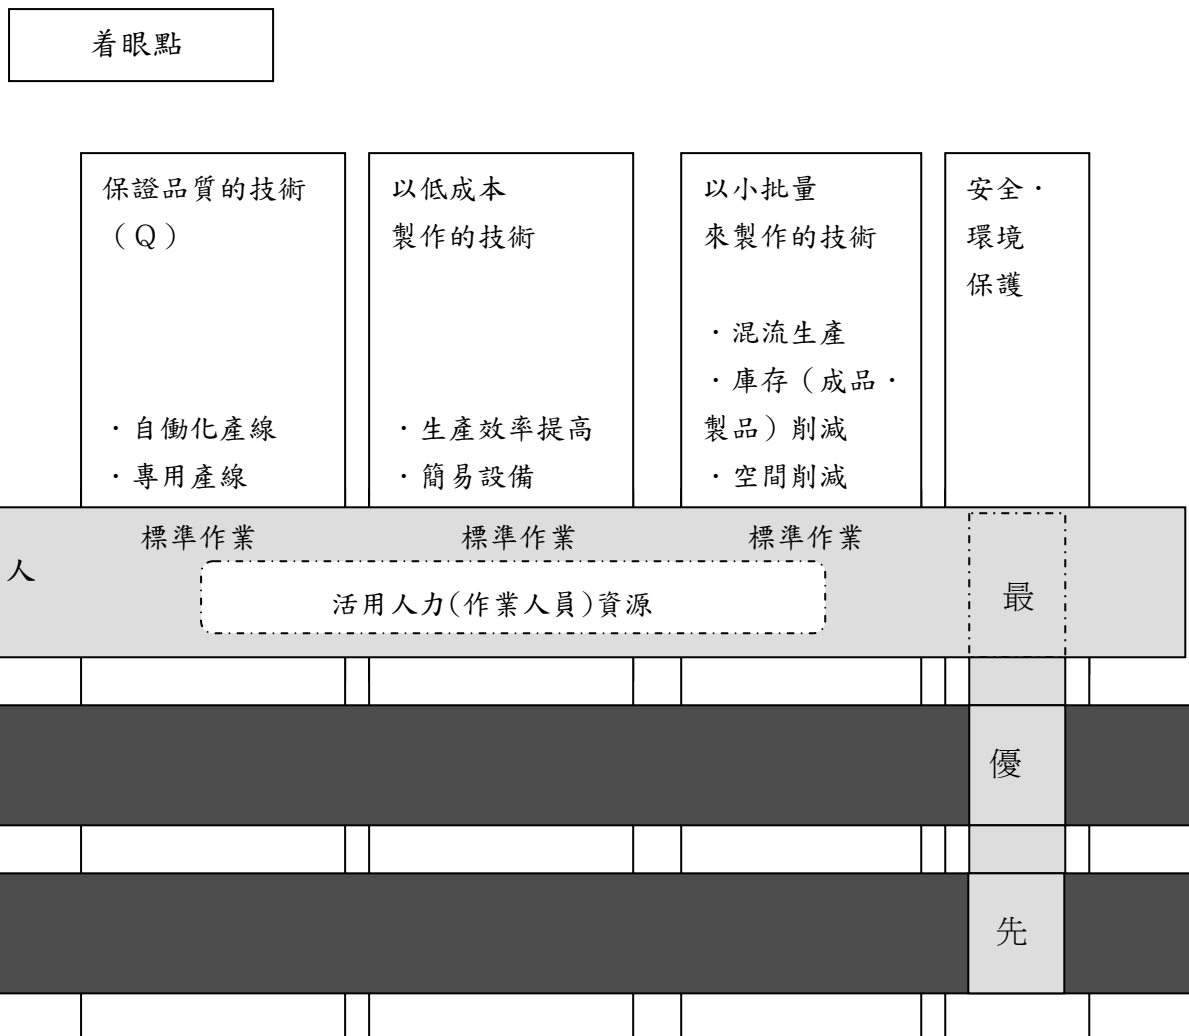 着眼點
保證品質的技術
（Q）
・自働化產線
・專用產線
以低成本
製作的技術
・生產效率提高
・簡易設備
以小批量
來製作的技術
・混流生產
・庫存（成品・
製品）削減
・空間削減
安全・
環境
保護
標準作業
標準作業
標準作業
人
活用人力(作業人員)資源
最
優
先